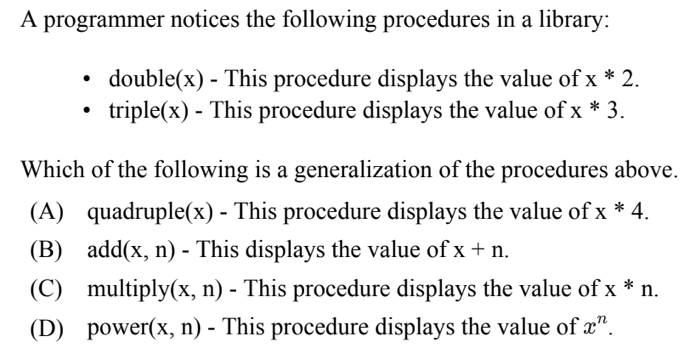 A programmer notices the following procedures in a library:
• double(x) - This procedure displays the value of x * 2.
• triple(x) - This procedure displays the value of x * 3.
Which of the following is a generalization of the procedures above.
(A) quadruple(x) - This procedure displays the value of x * 4.
(B) add(x, n) - This displays the value of x + n.
(C) multiply(x, n) - This procedure displays the value of x * n.
(D) power(x, n) - This procedure displays the value of xⁿ.